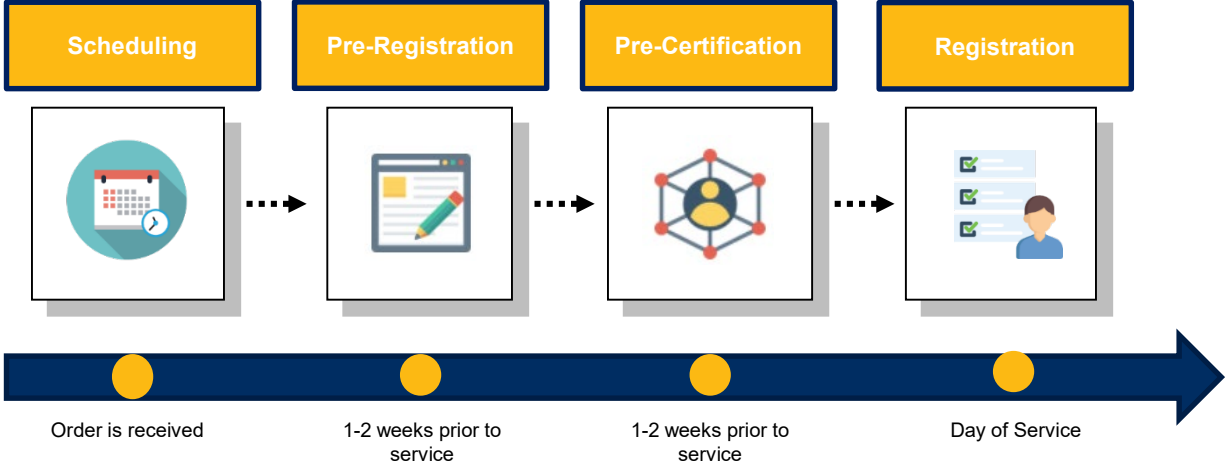 Scheduling
Pre-Registration
Pre-Certification
Registration
Order is received
1-2 weeks prior to
service
1-2 weeks prior to
service
Day of Service